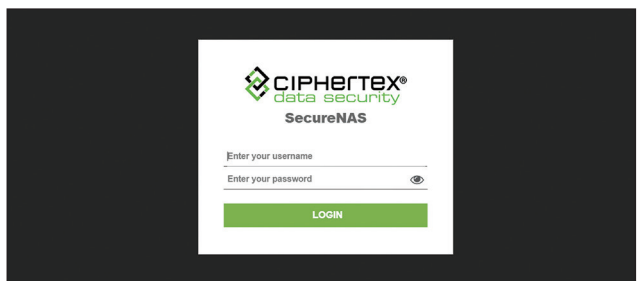 CIPHERTEX®
data security
SecureNAS
Enter your username
Enter your password
LOGIN